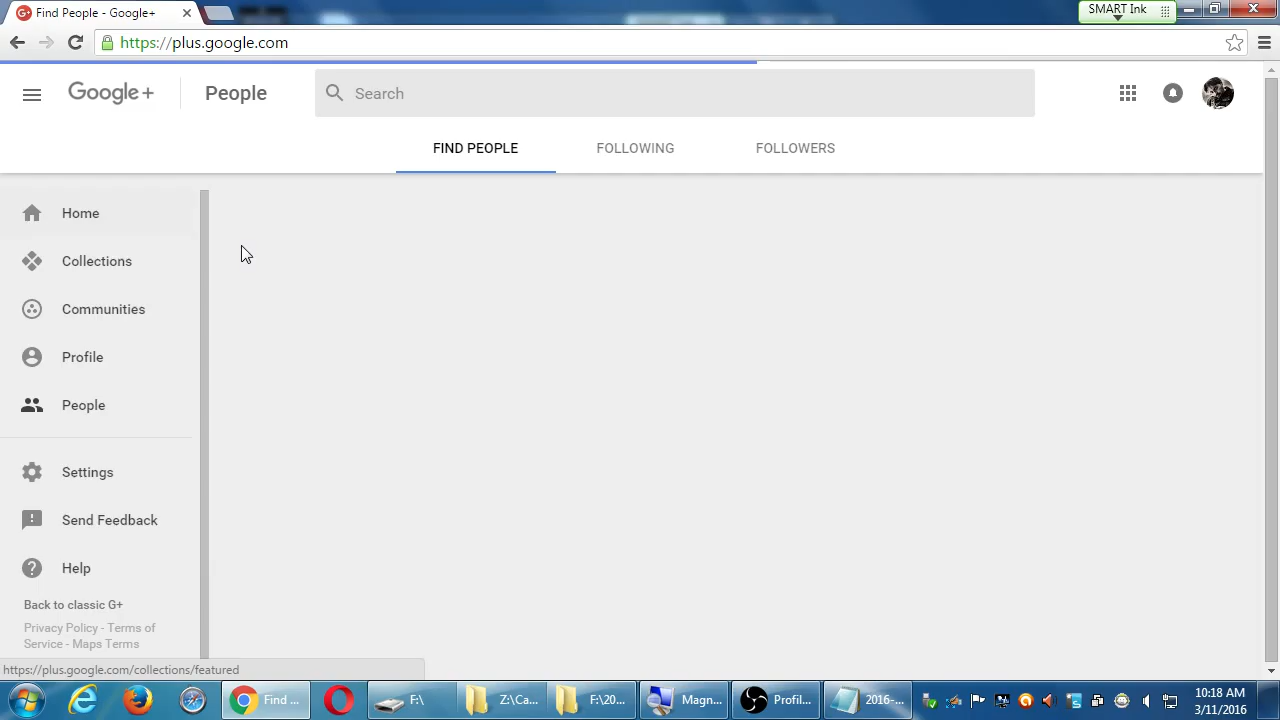 Find People - Google+
SMART Ink
https://plus.google.com
Google+
People
Search
FIND PEOPLE
FOLLOWING
FOLLOWERS
Home
Collections
Communities
Profile
People
Settings
Send Feedback
Help
Back to classic G+
Privacy Policy - Terms of
Service - Maps Terms
https://plus.google.com/collections/featured
Find ...
F:\
Z:\Ca...
F:\20...
Magn...
Profil...
2016-...
10:18 AM
3/11/2016